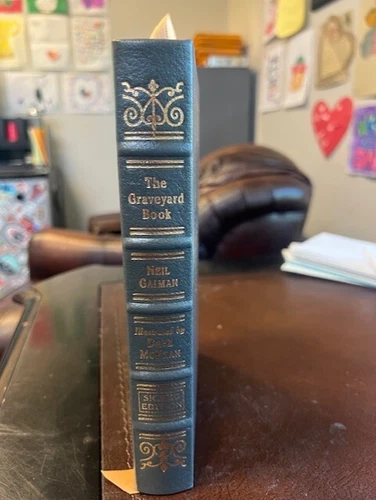 The
Graveyard
Book
NEIL
GAIMAN
Illustrated by
DAVE
McKEAN
SIGNED
EDITION